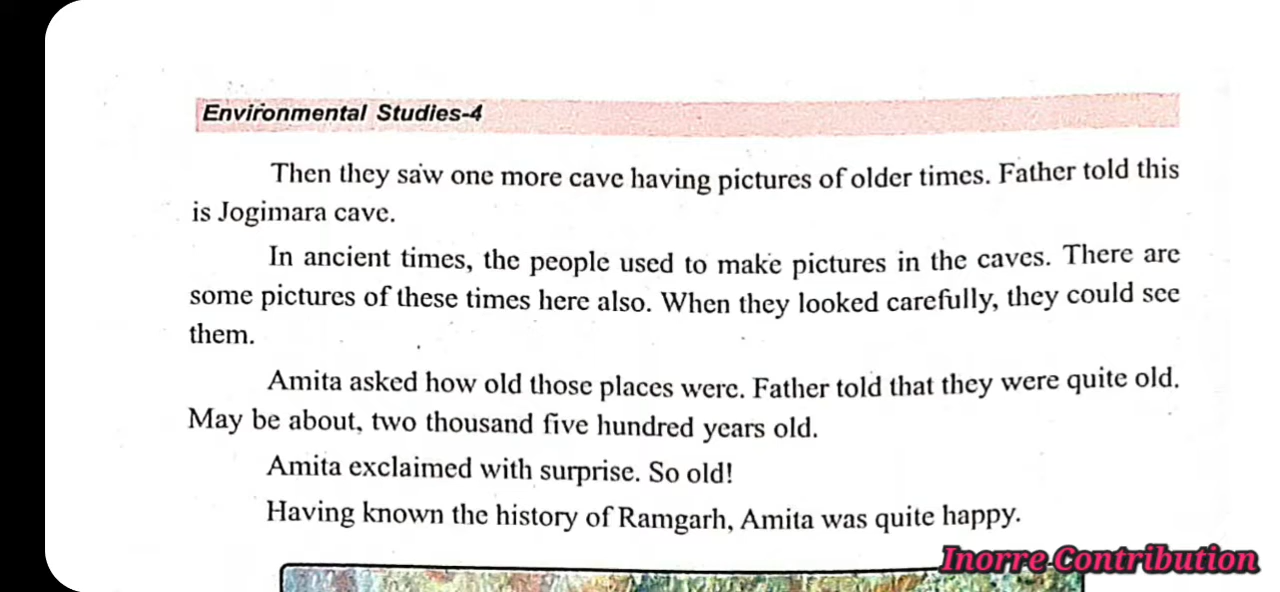 Environmental Studies-4
Then they saw one more cave having pictures of older times. Father told this
is Jogimara cave.
In ancient times, the people used to make pictures in the caves. There are
some pictures of these times here also. When they looked carefully, they could see
them.
Amita asked how old those places were. Father told that they were quite old.
May be about, two thousand five hundred years old.
Amita exclaimed with surprise. So old!
Having known the history of Ramgarh, Amita was quite happy.
Inorre Contribution